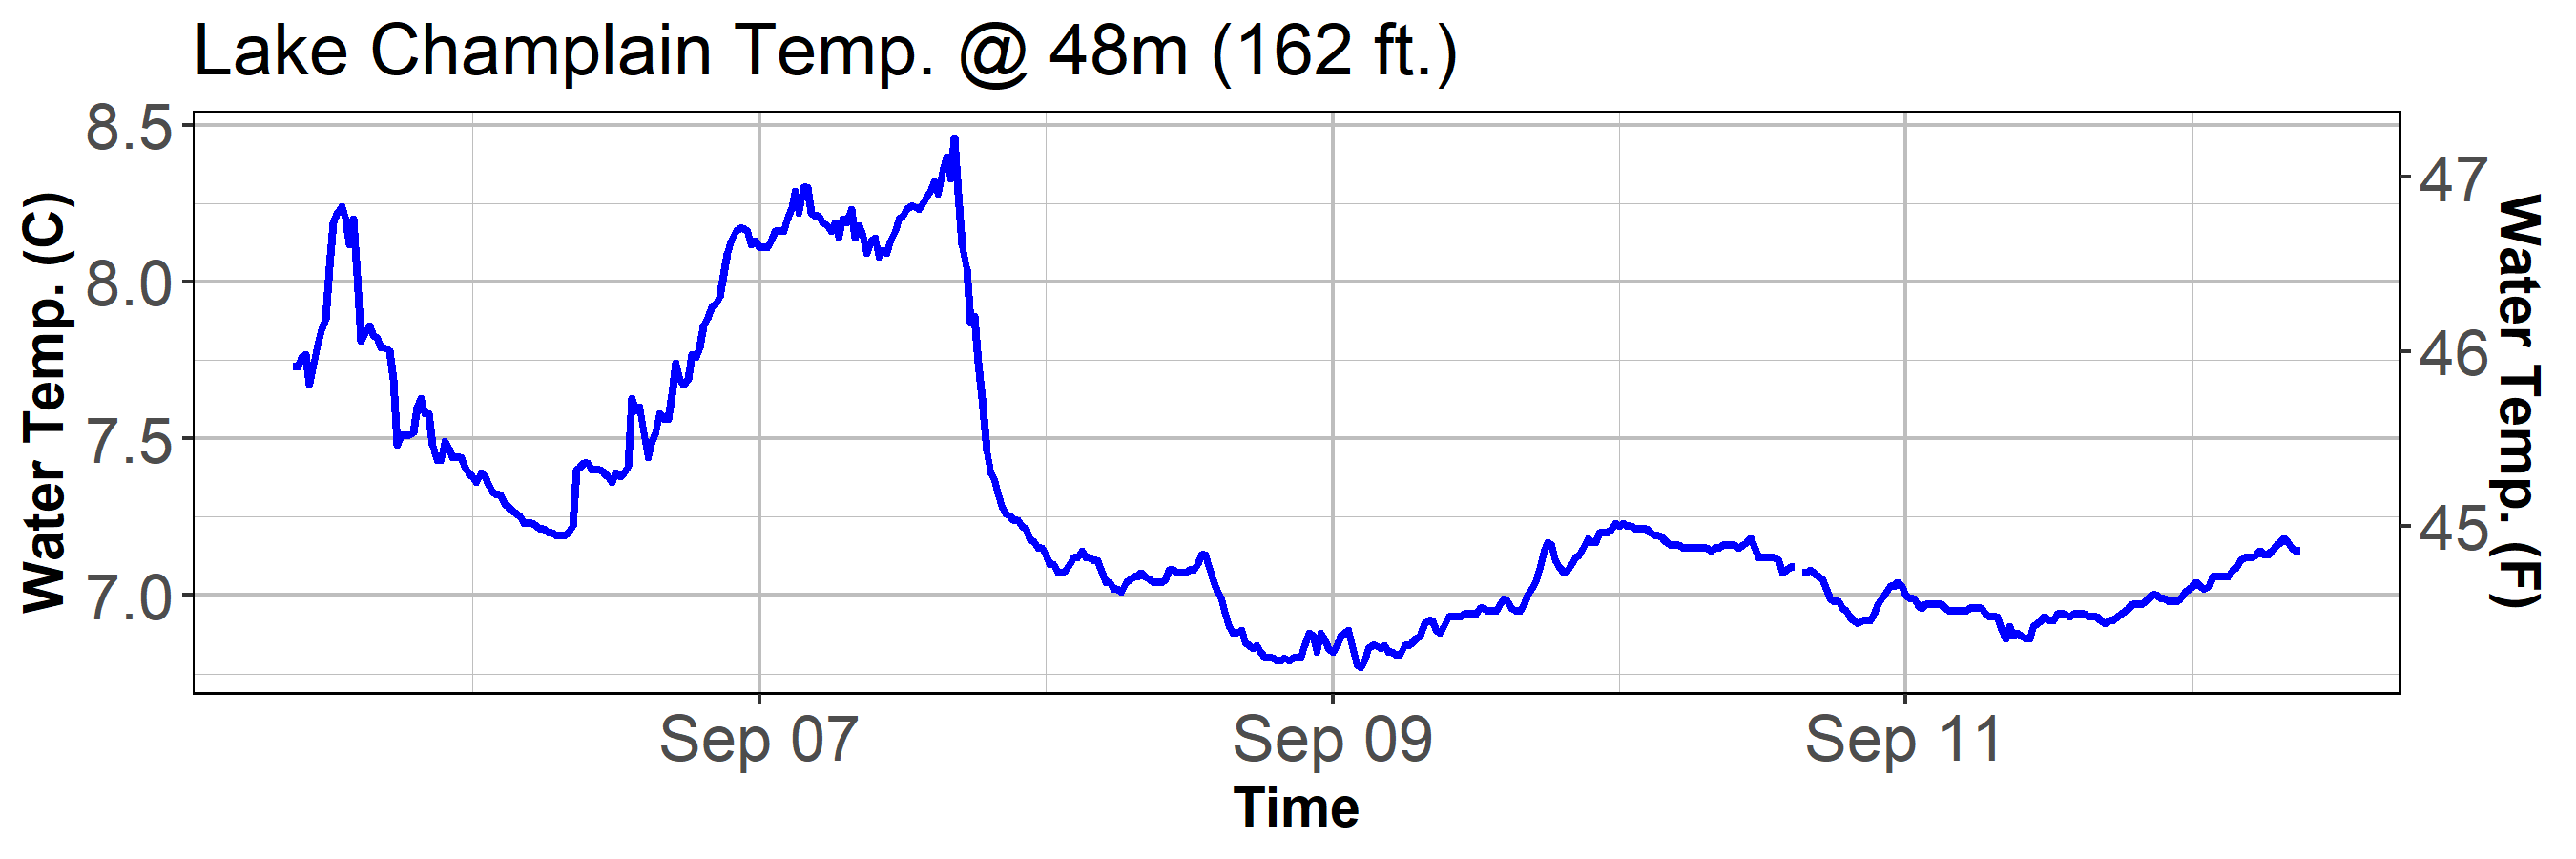 Lake Champlain Temp. @ 48m (162 ft.)
Water Temp. (C)
8.5
8.0
7.5
7.0
47
46
45
Water Temp. (F)
Sep 07
Sep 09
Sep 11
Time